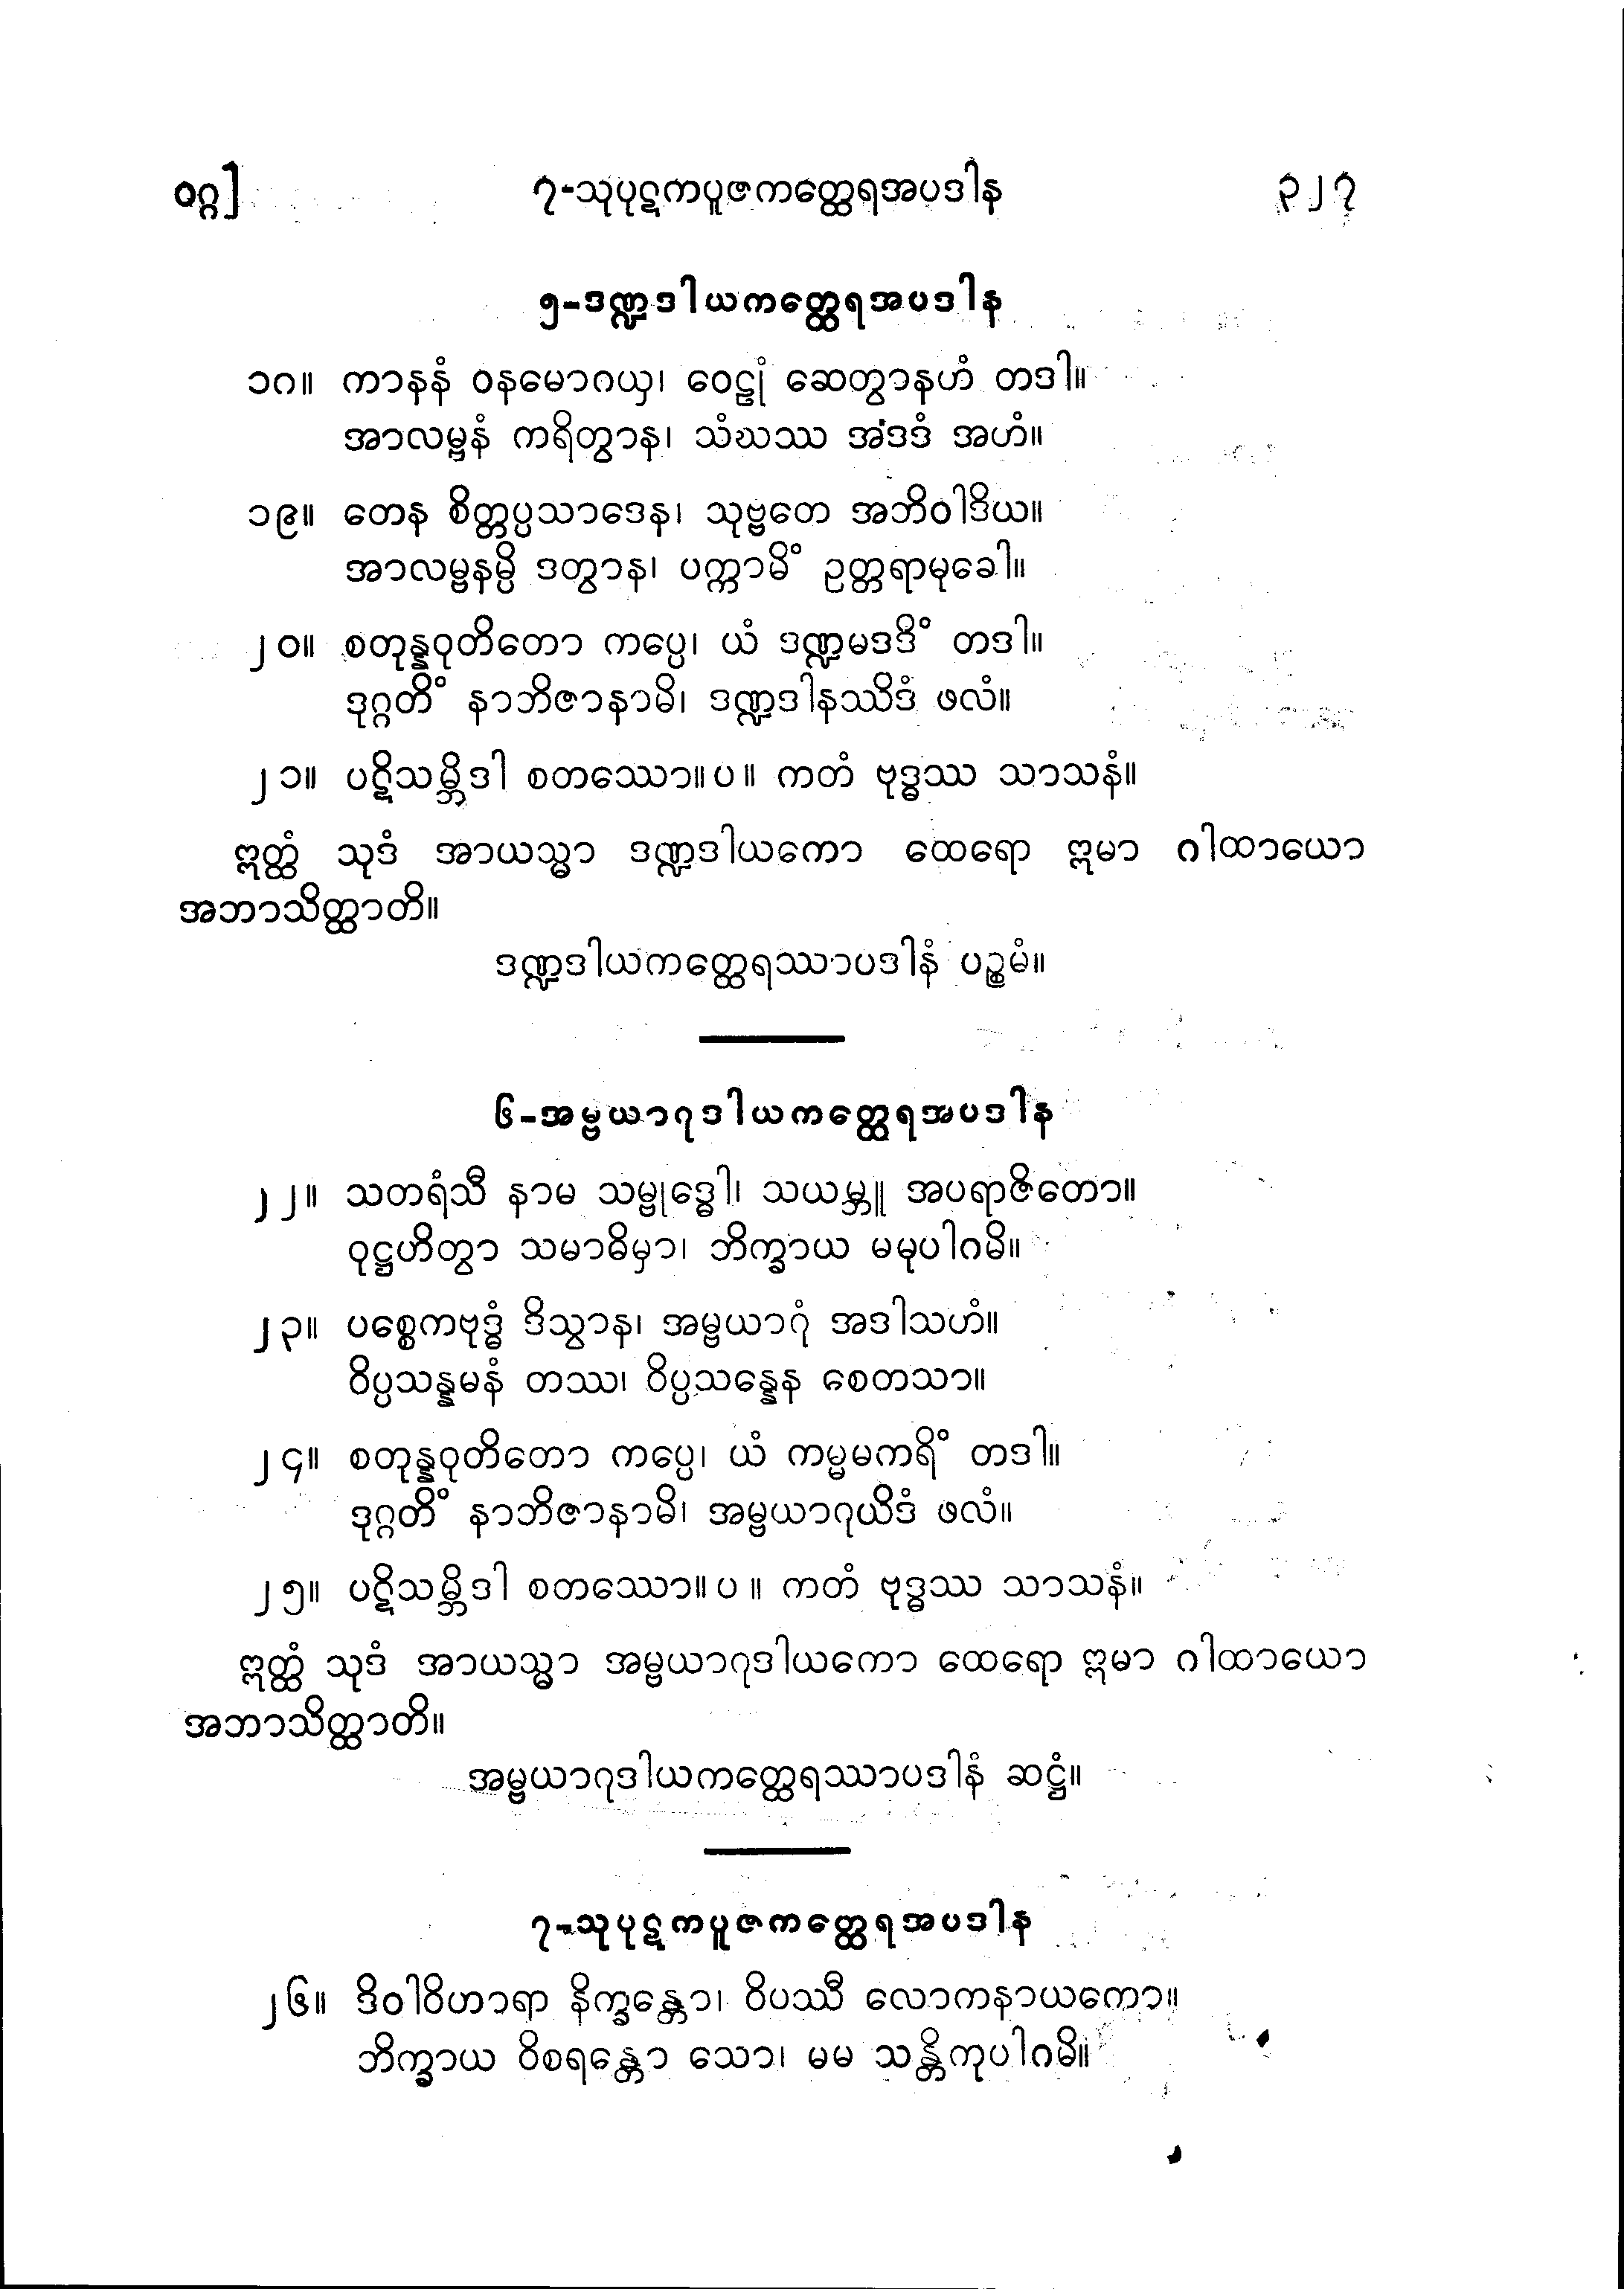 ဝဂ္ဂ] ၇-သုပုဋကပူဇကတ္ထေရအပဒါန ၃၂၇
၅-ဒဏ္ဍဒါယကတ္ထေရအပဒါန
၁ဂ။ ကာနနံ ဝနမောဂယှ၊ ဝေဠုံ ဆေတွာနဟံ တဒါ။
အာလမ္ဗနံ ကရိတွာန၊ သံဃဿ အဒဒံ အဟံ။
၁၉။ တေန စိတ္တပ္ပသာဒေန၊ သုဗ္ဗတေ အဘိဝါဒိယ။
အာလမ္ဗနမ္ပိ ဒတွာန၊ ပက္ကာမိံ ဥတ္တရာမုခေါ။
၂၀။ စတုန္နဝုတိတော ကပ္ပေ၊ ယံ ဒဏ္ဍမဒဒိံ တဒါ။
ဒုဂ္ဂတိံ နာဘိဇာနာမိ၊ ဒဏ္ဍဒါနဿိဒံ ဖလံ။
၂၁။ ပဋိသမ္ဘိဒါ စတဿော။ပ။ ကတံ ဗုဒ္ဓဿ သာသနံ။
ဣတ္ထံ သုဒံ အာယသ္မာ ဒဏ္ဍဒါယကော ထေရော ဣမာ ဂါထာယော
အဘာသိတ္ထာတိ။
ဒဏ္ဍဒါယကတ္ထေရဿာပဒါနံ ပဉ္စမံ။
၆-အမ္ဗယာဂုဒါယကတ္ထေရအပဒါန
၂၂။ သတရံသီ နာမ သမ္ဗုဒ္ဓေါ၊ သယမ္ဘူ အပရာဇိတော။
ဝုဋ္ဌဟိတွာ သမာဓိမှာ၊ ဘိက္ခာယ မမုပါဂမိ။
၂၃။ ပစ္စေကဗုဒ္ဓံ ဒိသွာန၊ အမ္ဗယာဂုံ အဒါသဟံ။
ဝိပ္ပသန္နမနံ တဿ၊ ဝိပ္ပသန္နေန စေတသာ။
၂၄။ စတုန္နဝုတိတော ကပ္ပေ၊ ယံ ကမ္မမကရိံ တဒါ။
ဒုဂ္ဂတိံ နာဘိဇာနာမိ၊ အမ္ဗယာဂုယိဒံ ဖလံ။
၂၅။ ပဋိသမ္ဘိဒါ စတဿော။ပ။ ကတံ ဗုဒ္ဓဿ သာသနံ။
ဣတ္ထံ သုဒံ အာယသ္မာ အမ္ဗယာဂုဒါယကော ထေရော ဣမာ ဂါထာယော
အဘာသိတ္ထာတိ။
အမ္ဗယာဂုဒါယကတ္ထေရဿာပဒါနံ ဆဋ္ဌံ။
၇-သုပုဋကပူဇကတ္ထေရအပဒါန
၂၆။ ဒိဝါဝိဟာရာ နိက္ခန္တော၊ ဝိပဿီ လောကနာယကော။
ဘိက္ခာယ ဝိစရန္တော သော၊ မမ သန္တိကုပါဂမိ။